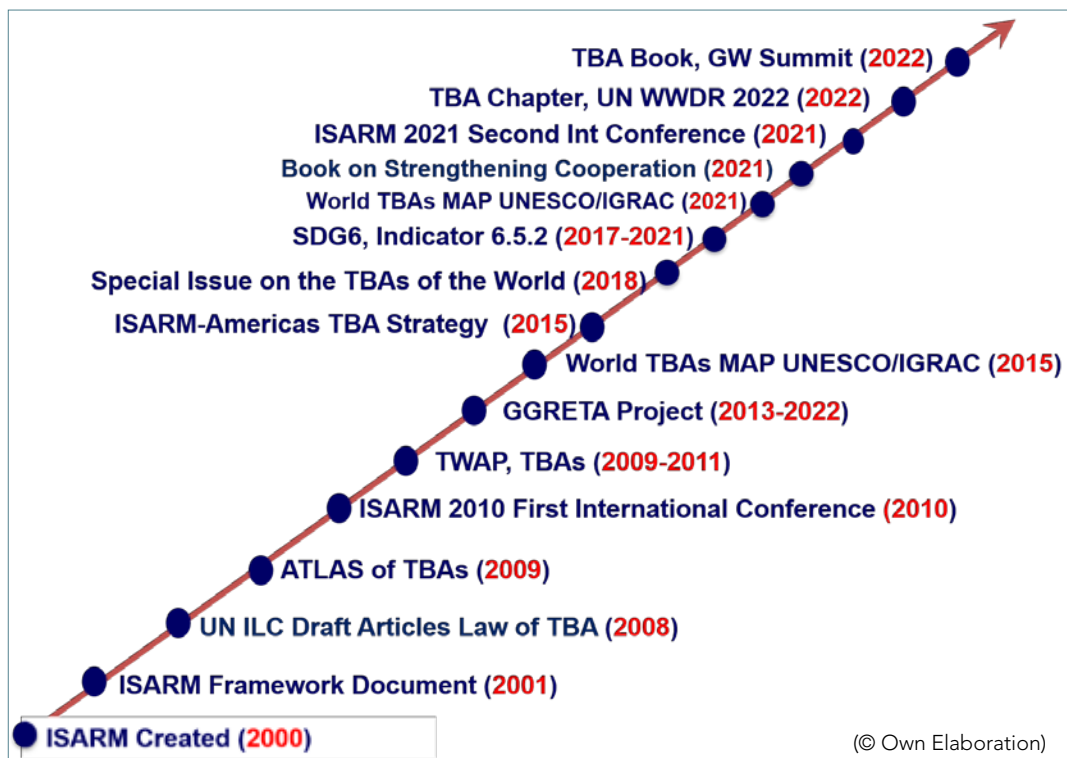 TBA Book, GW Summit (2022)
TBA Chapter, UN WWDR 2022 (2022)
ISARM 2021 Second Int Conference (2021)
Book on Strengthening Cooperation (2021)
World TBAs MAP UNESCO/IGRAC (2021)
SDG6, Indicator 6.5.2 (2017-2021)
Special Issue on the TBAs of the World (2018)
ISARM-Americas TBA Strategy (2015)
World TBAs MAP UNESCO/IGRAC (2015)
GGRETA Project (2013-2022)
TWAP, TBAs (2009-2011)
ISARM 2010 First International Conference (2010)
ATLAS of TBAs (2009)
UN ILC Draft Articles Law of TBA (2008)
ISARM Framework Document (2001)
ISARM Created (2000)
(© Own Elaboration)